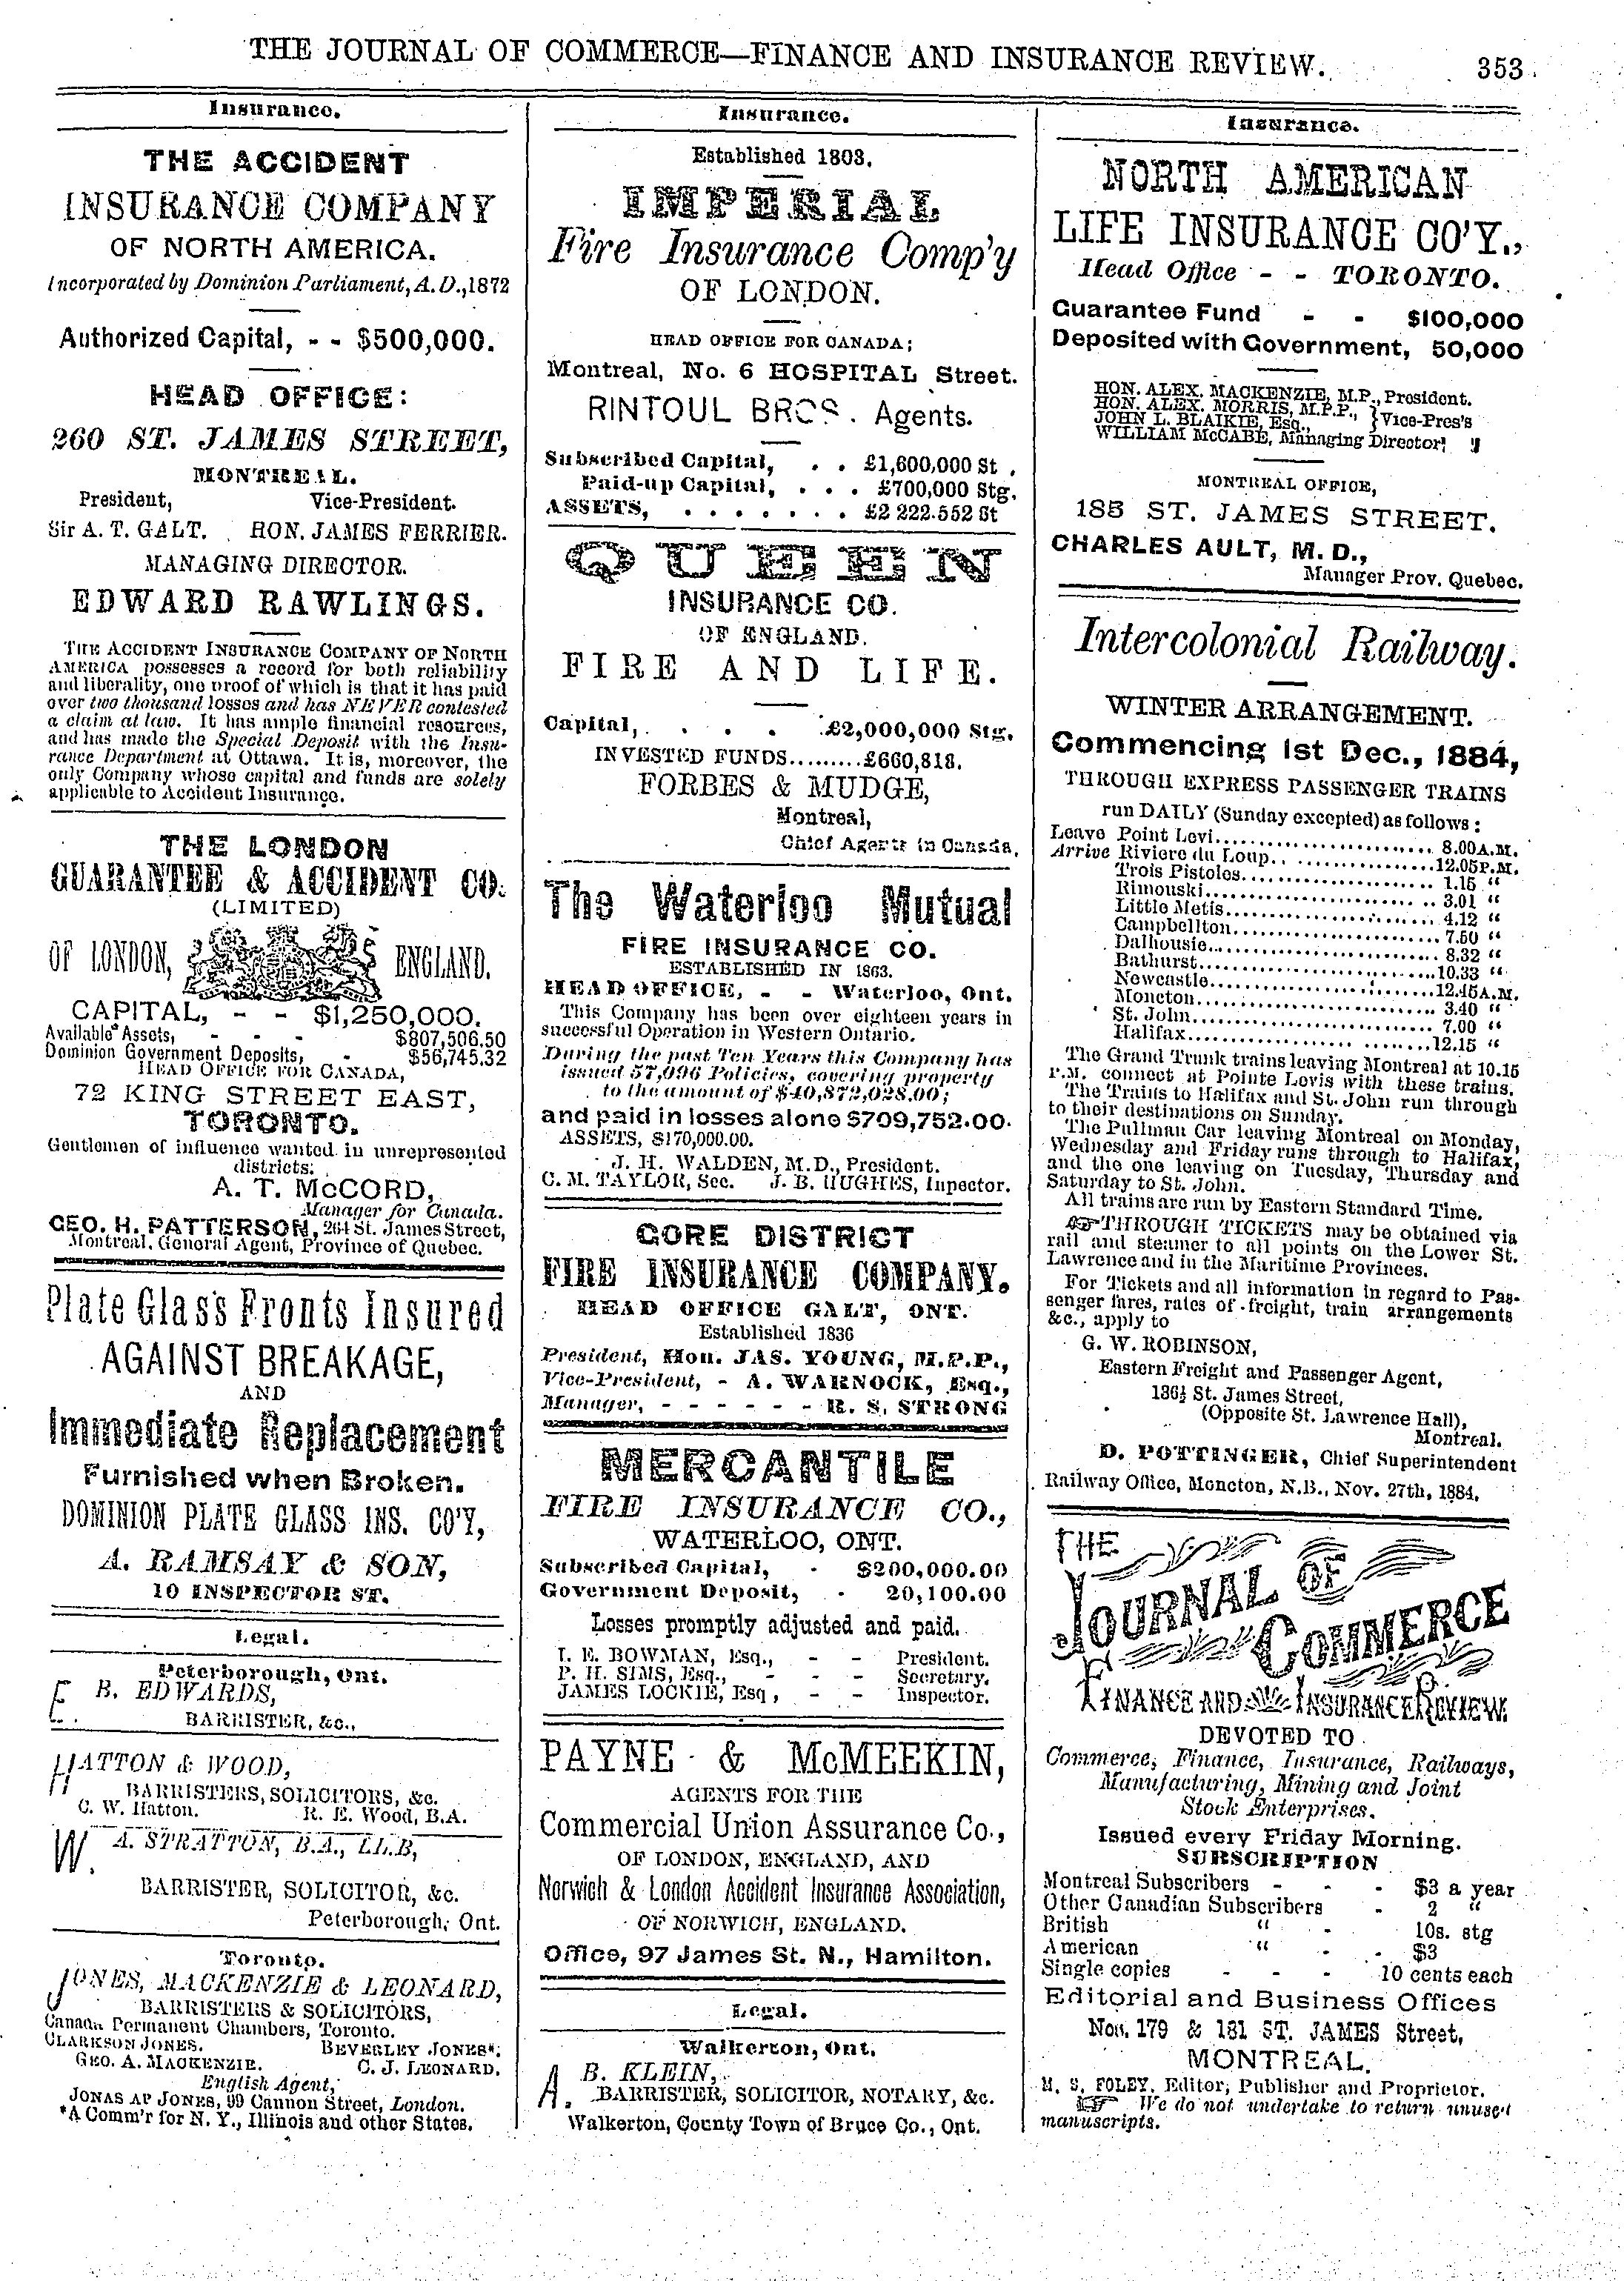 THE JOURNAL OF COMMERCE—FINANCE AND INSURANCE REVIEW. 353
Insurance.
THE ACCIDENT
INSURANCE COMPANY
OF NORTH AMERICA.
Incorporated by Dominion Parliament, A.D., 1872
Authorized Capital, - - $500,000.
HEAD OFFICE:
260 ST. JAMES STREET,
MONTREAL.
President, Vice-President.
Sir A. T. GALT. HON. JAMES FERRIER.
MANAGING DIRECTOR.
EDWARD RAWLINGS.
THE ACCIDENT INSURANCE COMPANY OF NORTH
AMERICA possesses a record for both reliability
and liberality, one proof of which is that it has paid
over two thousand losses and has NEVER contested
a claim at law. It has ample financial resources,
and has made the Special Deposit with the Insu-
rance Department at Ottawa. It is, moreover, the
only Company whose capital and funds are solely
applicable to Accident Insurance.
THE LONDON
GUARANTEE & ACCIDENT CO.
(LIMITED)
OF LONDON, ENGLAND.
CAPITAL, - - $1,250,000.
Available Assets, - - - $807,506.50
Dominion Government Deposits, - $56,745.32
HEAD OFFICE FOR CANADA,
72 KING STREET EAST,
TORONTO.
Gentlemen of influence wanted in unrepresented
districts.
A. T. McCORD,
Manager for Canada.
GEO. H. PATTERSON, 264 St. James Street,
Montreal, General Agent, Province of Quebec.
Plate Glass Fronts Insured
AGAINST BREAKAGE,
AND
Immediate Replacement
Furnished when Broken.
DOMINION PLATE GLASS INS. CO'Y,
A. RAMSAY & SON,
10 INSPECTOR ST.
Legal.
Peterborough, Ont.
E. B. EDWARDS,
BARRISTER, &c.,
HATTON & WOOD,
BARRISTERS, SOLICITORS, &c.
C. W. Hatton. R. E. Wood, B.A.
W. A. STRATTON, B.A., LL.B,
BARRISTER, SOLICITOR, &c.
Peterborough, Ont.
Toronto.
JONES, MACKENZIE & LEONARD,
BARRISTERS & SOLICITORS,
Canada Permanent Chambers, Toronto.
CLARKSON JONES. BEVERLEY JONES*.
GEO. A. MACKENZIE. C. J. LEONARD.
English Agent,
JONAS AP JONES, 99 Cannon Street, London.
*A Comm'r for N. Y., Illinois and other States.
Insurance.
Established 1803.
IMPERIAL
Fire Insurance Comp'y
OF LONDON.
HEAD OFFICE FOR CANADA;
Montreal, No. 6 HOSPITAL Street.
RINTOUL BROS. Agents.
Subscribed Capital, . . £1,600,000 St .
Paid-up Capital, . . . £700,000 Stg.
ASSETS, . . . . . . . £2 222.552 St
QUEEN
INSURANCE CO.
OF ENGLAND.
FIRE AND LIFE.
Capital, . . . . £2,000,000 Stg.
INVESTED FUNDS.........£660,818.
FORBES & MUDGE,
Montreal,
Chief Agents in Canada.
The Waterloo Mutual
FIRE INSURANCE CO.
ESTABLISHED IN 1863.
HEAD OFFICE, - - Waterloo, Ont.
This Company has been over eighteen years in
successful Operation in Western Ontario.
During the past Ten Years this Company has
issued 57,096 Policies, covering property
to the amount of $40,872,028.00;
and paid in losses alone $709,752.00.
ASSETS, $170,000.00.
J. H. WALDEN, M.D., President.
C. M. TAYLOR, Sec. J. B. HUGHES, Inpector.
GORE DISTRICT
FIRE INSURANCE COMPANY.
HEAD OFFICE GALT, ONT.
Established 1836
President, Hon. JAS. YOUNG, M.P.P.,
Vice-President, - A. WARNOCK, Esq.,
Manager, - - - - - - R. S. STRONG
MERCANTILE
FIRE INSURANCE CO.,
WATERLOO, ONT.
Subscribed Capital, - $200,000.00
Government Deposit, - 20,100.00
Losses promptly adjusted and paid.
I. E. BOWMAN, Esq., - - President.
P. H. SIMS, Esq., - - - Secretary.
JAMES LOCKIE, Esq , - - Inspector.
PAYNE & McMEEKIN,
AGENTS FOR THE
Commercial Union Assurance Co.,
OF LONDON, ENGLAND, AND
Norwich & London Accident Insurance Association,
OF NORWICH, ENGLAND.
Office, 97 James St. N., Hamilton.
Legal.
Walkerton, Ont.
A. B. KLEIN,
BARRISTER, SOLICITOR, NOTARY, &c.
Walkerton, County Town of Bruce Co., Ont.
Insurance.
NORTH AMERICAN
LIFE INSURANCE CO'Y.,
Head Office - - TORONTO.
Guarantee Fund - - $100,000
Deposited with Government, 50,000
HON. ALEX. MACKENZIE, M.P., President.
HON. ALEX. MORRIS, M.P.P., } Vice-Pres's
JOHN L. BLAIKIE, Esq.,
WILLIAM McCABE, Managing Director
MONTREAL OFFICE,
185 ST. JAMES STREET.
CHARLES AULT, M. D.,
Manager Prov. Quebec.
Intercolonial Railway.
WINTER ARRANGEMENT.
Commencing 1st Dec., 1884,
THROUGH EXPRESS PASSENGER TRAINS
run DAILY (Sunday excepted) as follows:
Leave Point Levi........ 8.00 A.M.
Arrive Riviere du Loup........ 12.05 P.M.
Trois Pistoles........ 1.15 "
Rimouski........ 3.01 "
Little Metis........ 4.12 "
Campbellton........ 7.50 "
Dalhousie........ 8.32 "
Bathurst........ 10.33 "
Newcastle........ 12.45 A.M.
Moncton........ 3.40 "
St. John........ 7.00 "
Halifax........ 12.15 "
The Grand Trunk trains leaving Montreal at 10.15
P.M. connect at Pointe Levis with these trains.
The Trains to Halifax and St. John run through
to their destinations on Sunday.
The Pullman Car leaving Montreal on Monday,
Wednesday and Friday runs through to Halifax,
and the one leaving on Tuesday, Thursday and
Saturday to St. John.
All trains are run by Eastern Standard Time.
☞THROUGH TICKETS may be obtained via
rail and steamer to all points on the Lower St.
Lawrence and in the Maritime Provinces.
For Tickets and all information in regard to Pas-
senger fares, rates of freight, train arrangements
&c., apply to
G. W. ROBINSON,
Eastern Freight and Passenger Agent,
136½ St. James Street,
(Opposite St. Lawrence Hall),
Montreal.
D. POTTINGER, Chief Superintendent
Railway Office, Moncton, N.B., Nov. 27th, 1884.
THE
JOURNAL OF
COMMERCE
FINANCE AND INSURANCE REVIEW.
DEVOTED TO
Commerce, Finance, Insurance, Railways,
Manufacturing, Mining and Joint
Stock Enterprises.
Issued every Friday Morning.
SUBSCRIPTION
Montreal Subscribers - - - $3 a year
Other Canadian Subscribers - 2 "
British " - 10s. stg
American " - - $3
Single copies - - - 10 cents each
Editorial and Business Offices
Nos. 179 & 181 ST. JAMES Street,
MONTREAL.
M. S. FOLEY, Editor, Publisher and Proprietor.
☞ We do not undertake to return unused
manuscripts.